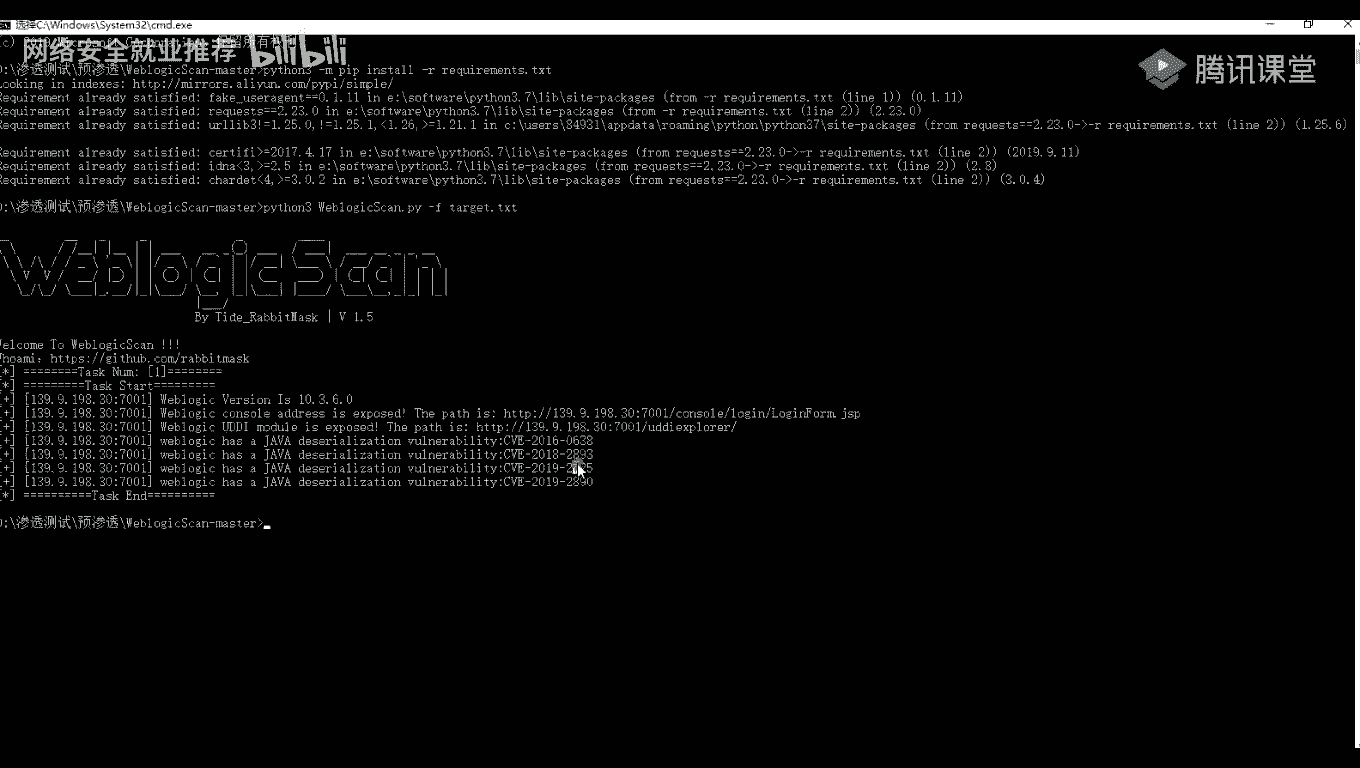 选择C:\Windows\System32\cmd.exe
网络安全就业推荐 bilibili
腾讯课堂
:\渗透测试\预渗透\WeblogicScan-master>python3 -m pip install -r requirements.txt
Looking in indexes: http://mirrors.aliyun.com/pypi/simple/
Requirement already satisfied: fake_useragent==0.1.11 in e:\software\python3.7\lib\site-packages (from -r requirements.txt (line 1)) (0.1.11)
Requirement already satisfied: requests==2.23.0 in e:\software\python3.7\lib\site-packages (from -r requirements.txt (line 2)) (2.23.0)
Requirement already satisfied: urllib3!=1.25.0,!=1.25.1,<1.26,>=1.21.1 in c:\users\84931\appdata\roaming\python\python37\site-packages (from requests==2.23.0->-r requirements.txt (line 2)) (1.25.6)
Requirement already satisfied: certifi>=2017.4.17 in e:\software\python3.7\lib\site-packages (from requests==2.23.0->-r requirements.txt (line 2)) (2019.9.11)
Requirement already satisfied: idna<3,>=2.5 in e:\software\python3.7\lib\site-packages (from requests==2.23.0->-r requirements.txt (line 2)) (2.8)
Requirement already satisfied: chardet<4,>=3.0.2 in e:\software\python3.7\lib\site-packages (from requests==2.23.0->-r requirements.txt (line 2)) (3.0.4)
:\渗透测试\预渗透\WeblogicScan-master>python3 WeblogicScan.py -f target.txt
Weblogic Scan
By Tide_RabbitMask | V 1.5
Welcome To WeblogicScan !!!
Whoami: https://github.com/rabbitmask
[*] ========Task Num: [1]========
[*] =========Task Start=========
[+] [139.9.198.30:7001] Weblogic Version Is 10.3.6.0
[+] [139.9.198.30:7001] Weblogic console address is exposed! The path is: http://139.9.198.30:7001/console/login/LoginForm.jsp
[+] [139.9.198.30:7001] Weblogic UDDI module is exposed! The path is: http://139.9.198.30:7001/uddiexplorer/
[+] [139.9.198.30:7001] weblogic has a JAVA deserialization vulnerability:CVE-2016-0638
[+] [139.9.198.30:7001] weblogic has a JAVA deserialization vulnerability:CVE-2018-2893
[+] [139.9.198.30:7001] weblogic has a JAVA deserialization vulnerability:
[+] [139.9.198.30:7001] weblogic has a JAVA deserialization vulnerability:CVE-2019-2890
[*] ==========Task End==========
:\渗透测试\预渗透\WeblogicScan-master>